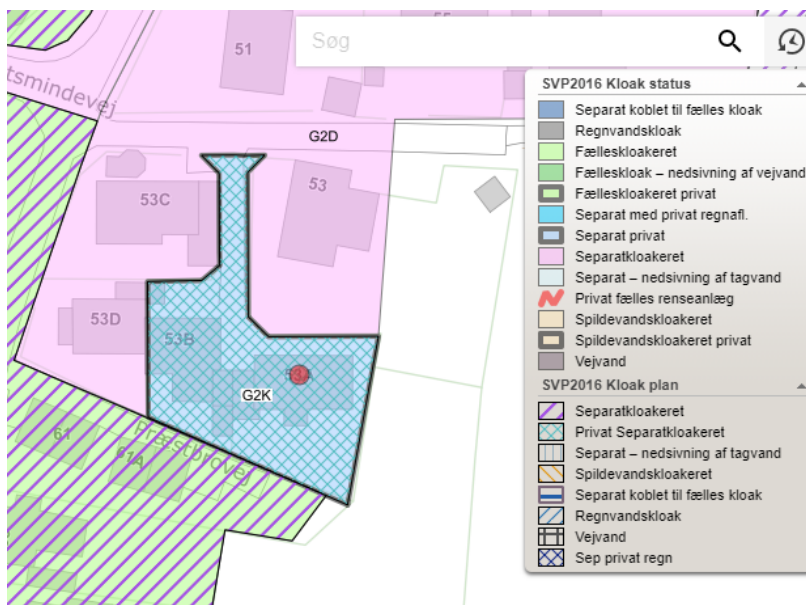 Søg
51
55
tsmindevej
G2D
53C
53
53D
53B
53A
G2K
61
61A
Præstbrovej
SVP2016 Kloak status
Separat koblet til fælles kloak
Regnvandskloak
Fælleskloakeret
Fælleskloak – nedsivning af vejvand
Fælleskloakeret privat
Separat med privat regnafl.
Separat privat
Separatkloakeret
Separat – nedsivning af tagvand
Privat fælles renseanlæg
Spildevandskloakeret
Spildevandskloakeret privat
Vejvand
SVP2016 Kloak plan
Separatkloakeret
Privat Separatkloakeret
Separat – nedsivning af tagvand
Spildevandskloakeret
Separat koblet til fælles kloak
Regnvandskloak
Vejvand
Sep privat regn